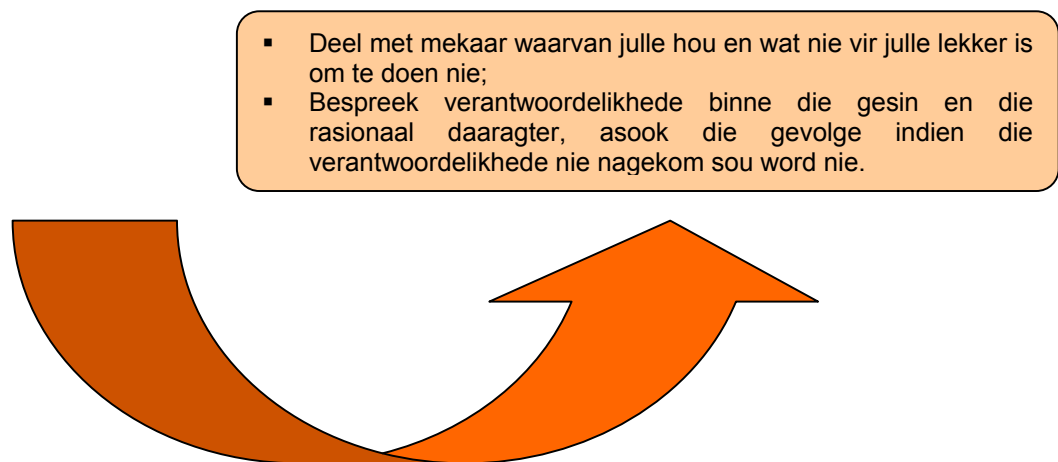 ▪ Deel met mekaar waarvan julle hou en wat nie vir julle lekker is
om te doen nie;
▪ Bespreek verantwoordelikhede binne die gesin en die
rasionaal daaragter, asook die gevolge indien die
verantwoordelikhede nie nagekom sou word nie.